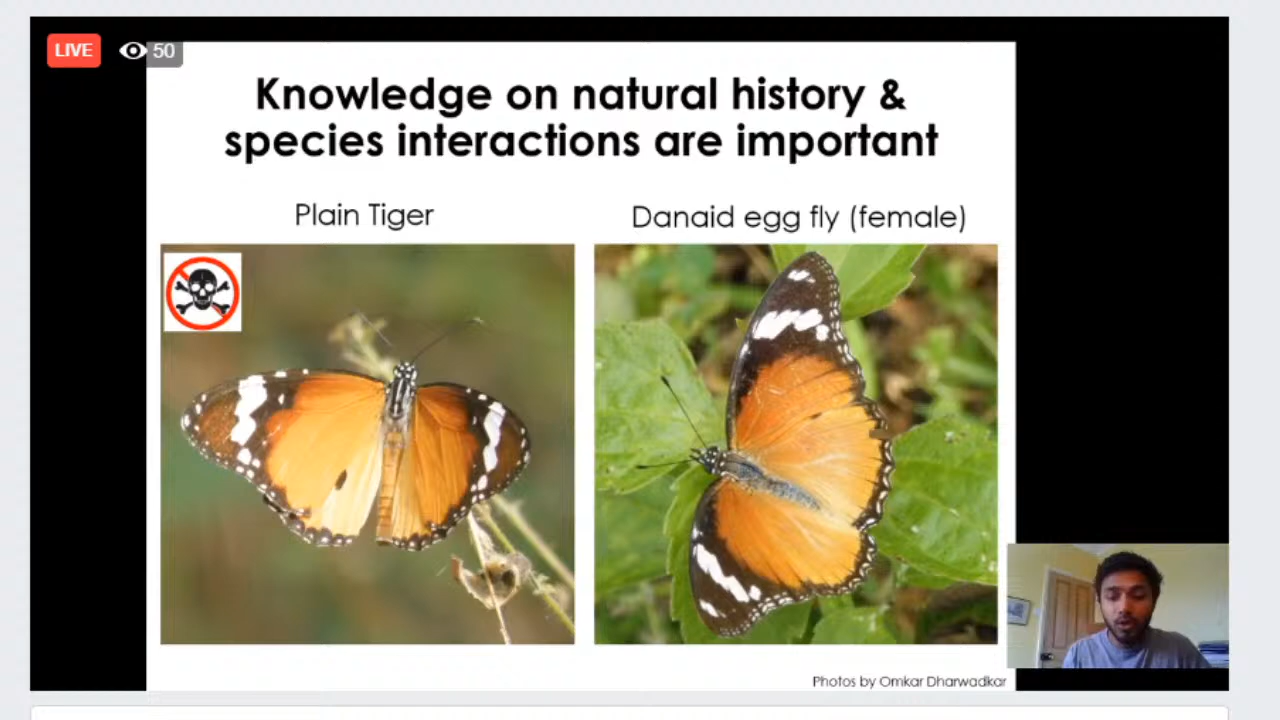 LIVE 50
Knowledge on natural history &
species interactions are important
Plain Tiger
Danaid egg fly (female)
Photos by Omkar Dharwadkar